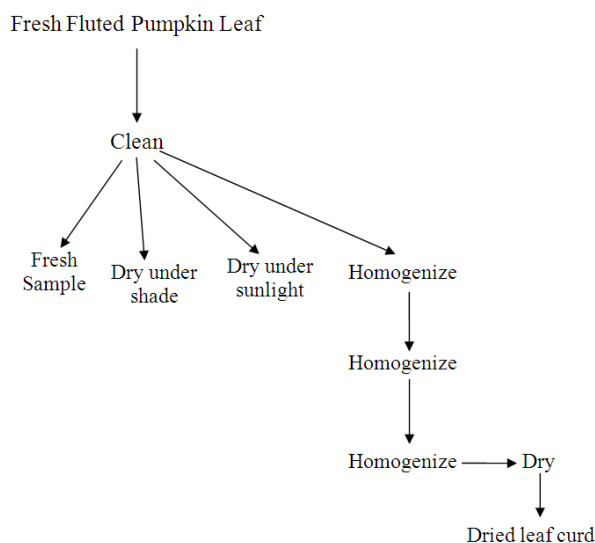 Fresh Fluted Pumpkin Leaf
Clean
Fresh
Sample
Dry under
shade
Dry under
sunlight
Homogenize
Homogenize
Homogenize
Dry
Dried leaf curd